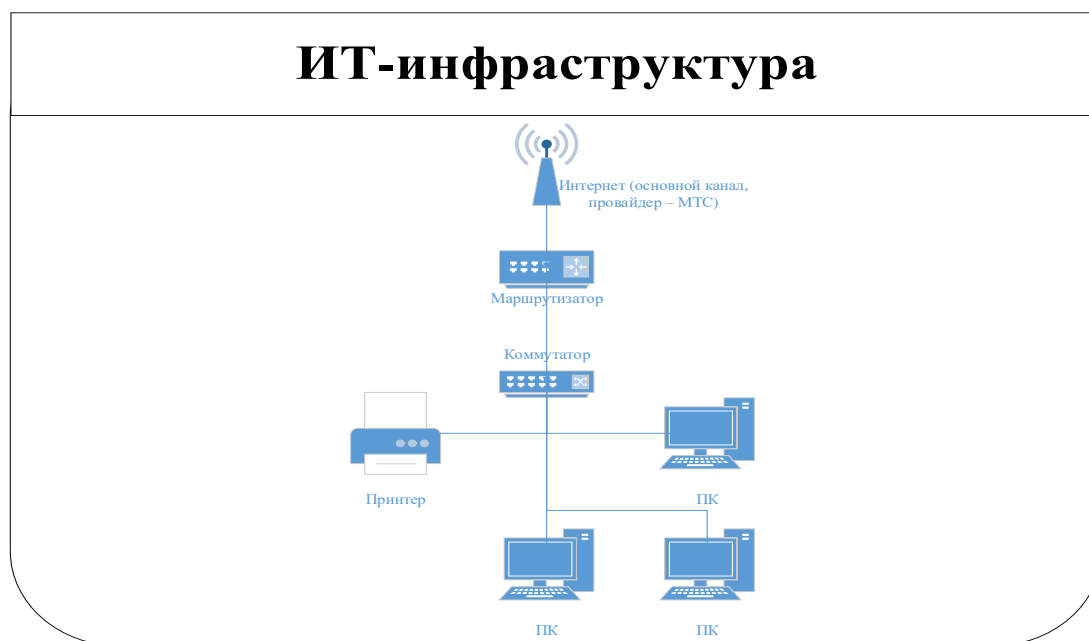 ИТ-инфраструктура
Интернет (основной канал,
провайдер – МТС)
Маршрутизатор
Коммутатор
Принтер
ПК
ПК
ПК